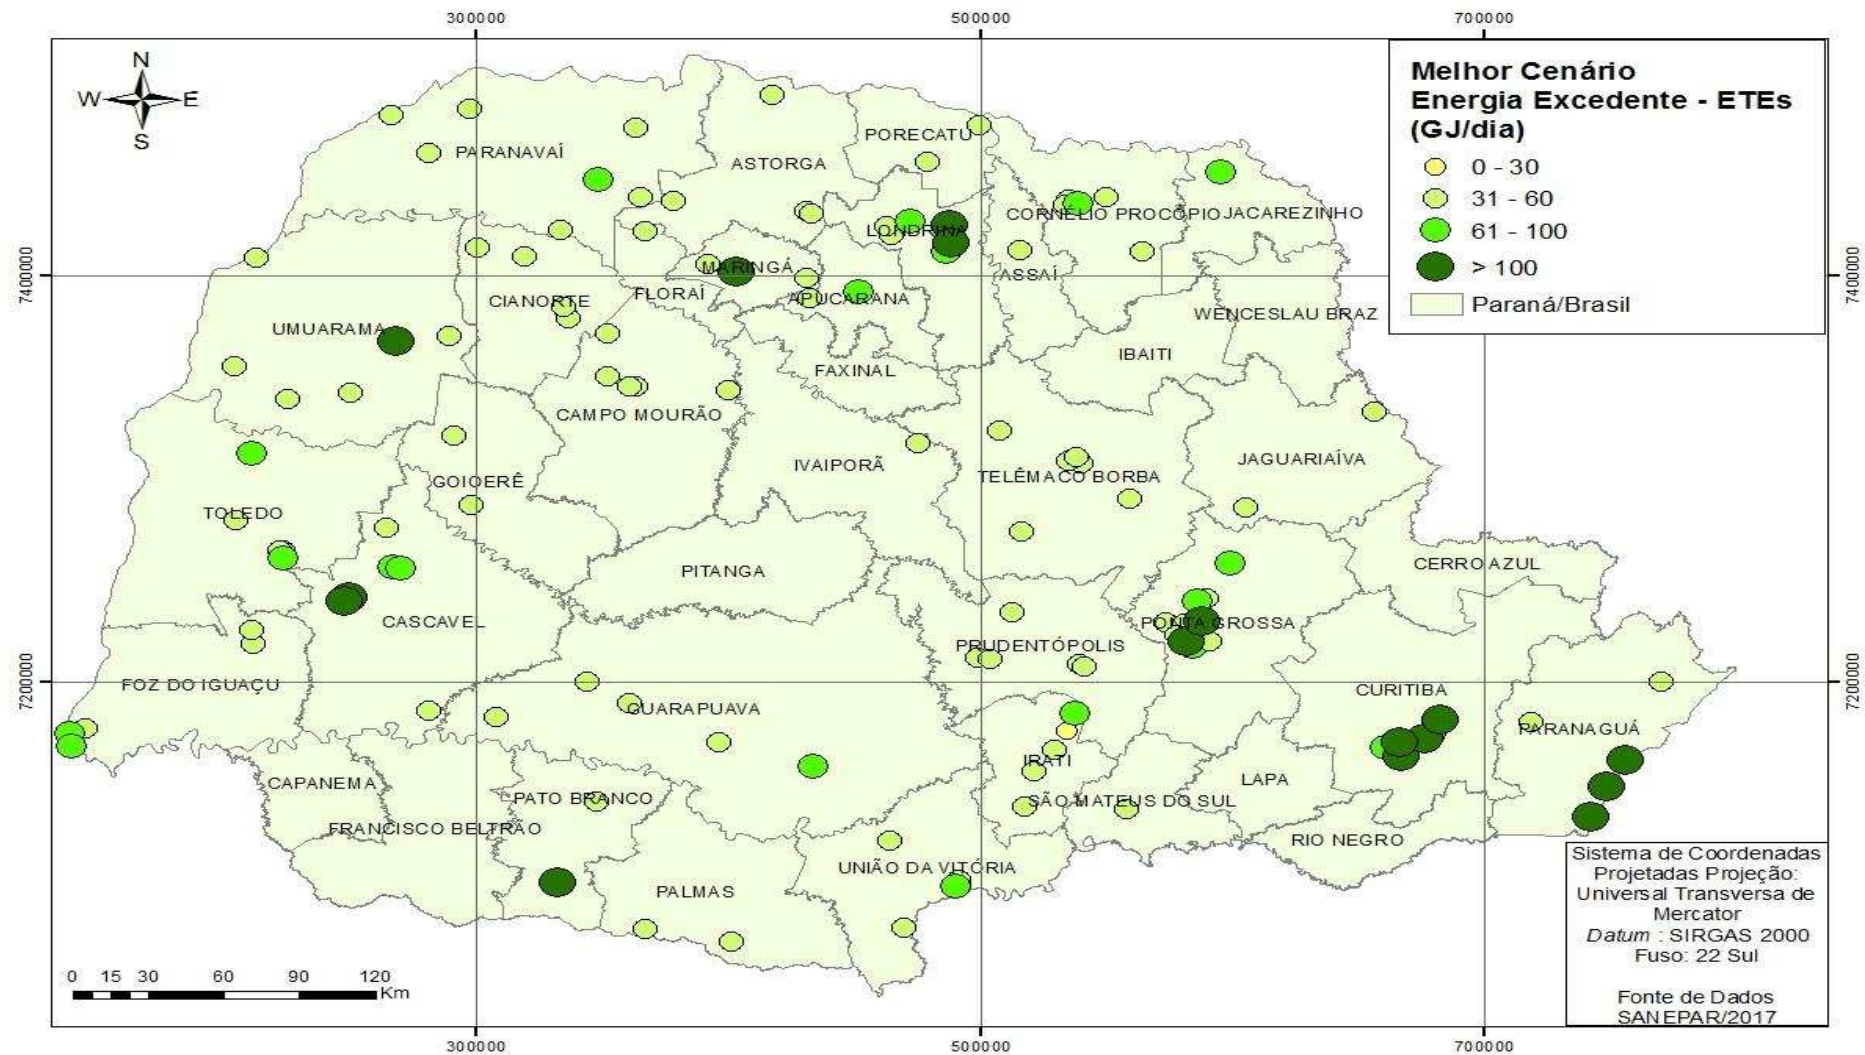 300000
500000
700000
N
W E
S
Melhor Cenário
Energia Excedente - ETEs
(GJ/dia)
0 - 30
31 - 60
61 - 100
> 100
Paraná/Brasil
PORECATU
PARANAVAÍ
ASTORGA
CORNÉLIO PROCÓPIO
JACAREZINHO
LONDRINA
MARINGÁ
ASSAÍ
7400000
7400000
FLORAÍ
APUCARANA
CIANORTE
WENCESLAU BRAZ
UMUARAMA
IBAITI
FAXINAL
CAMPO MOURÃO
JAGUARIAÍVA
IVAIPORÃ
TELÊMACO BORBA
GOIOERÊ
TOLEDO
CERRO AZUL
PITANGA
CASCAVEL
PONTA GROSSA
PRUDENTÓPOLIS
7200000
7200000
FOZ DO IGUAÇU
CURITIBA
GUARAPUAVA
PARANAGUÁ
IRATI
LAPA
CAPANEMA
PATO BRANCO
SÃO MATEUS DO SUL
FRANCISCO BELTRÃO
RIO NEGRO
UNIÃO DA VITÓRIA
PALMAS
Sistema de Coordenadas
Projetadas Projeção:
Universal Transversa de
Mercator
Datum : SIRGAS 2000
Fuso: 22 Sul
Fonte de Dados
SANEPAR/2017
0 15 30 60 90 120
Km
300000
500000
700000